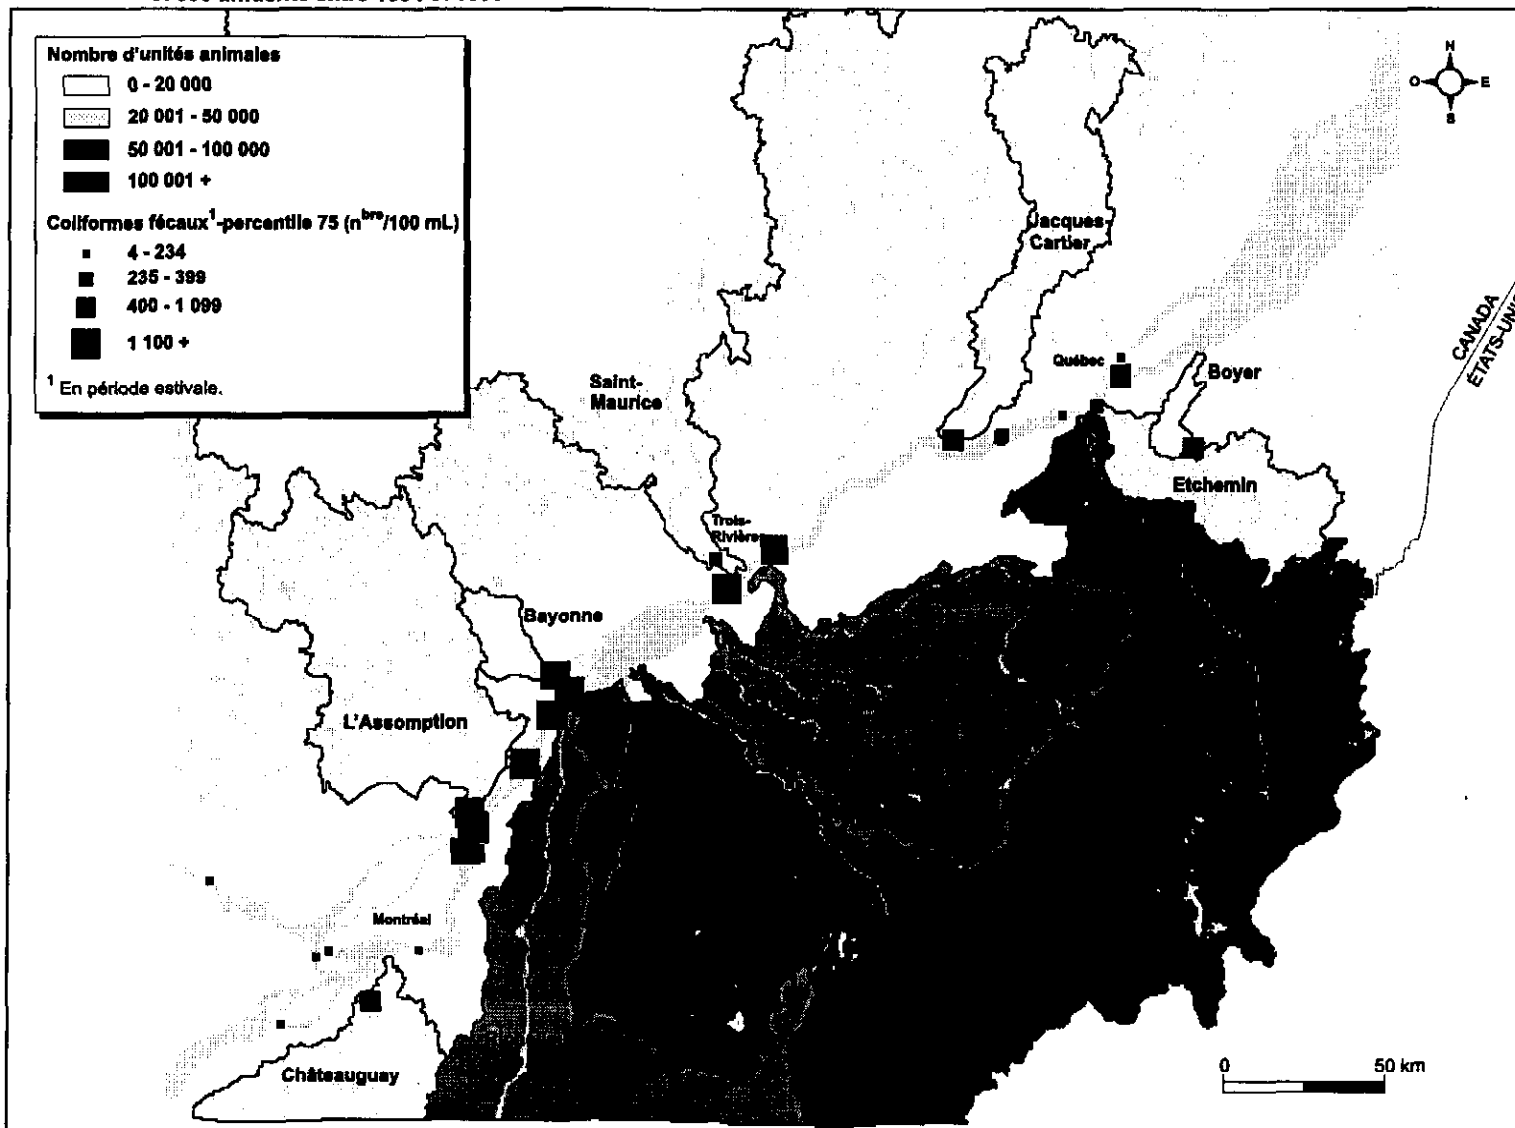 Nombre d'unités animales
0 - 20 000
20 001 - 50 000
50 001 - 100 000
100 001 +
Coliformes fécaux¹-percentile 75 (nbre/100 mL)
4 - 234
235 - 399
400 - 1 099
1 100 +
¹ En période estivale.
N
O E
S
Jacques-
Cartier
CANADA
ÉTATS-UNIS
Québec
Boyer
Saint-
Maurice
Etchemin
Trois-
Rivières
Bayonne
L'Assomption
Montréal
Châteauguay
0 50 km